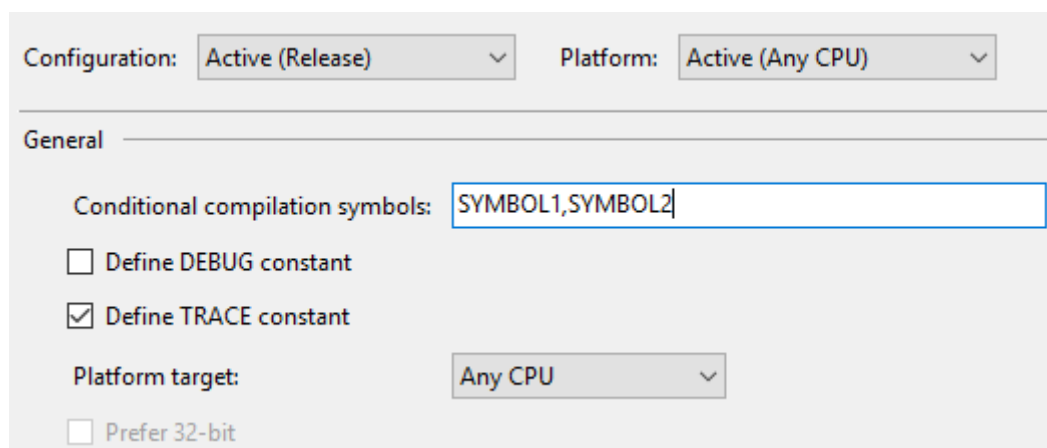 Configuration: Active (Release) Platform: Active (Any CPU)
General
Conditional compilation symbols: SYMBOL1,SYMBOL2
Define DEBUG constant
Define TRACE constant
Platform target: Any CPU
Prefer 32-bit